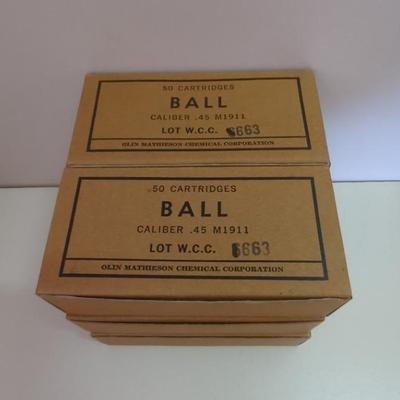 50 CARTRIDGES
BALL
CALIBER .45 M1911
LOT W.C.C. 6663
OLIN MATHIESON CHEMICAL CORPORATION
50 CARTRIDGES
BALL
CALIBER .45 M1911
LOT W.C.C. 6663
OLIN MATHIESON CHEMICAL CORPORATION